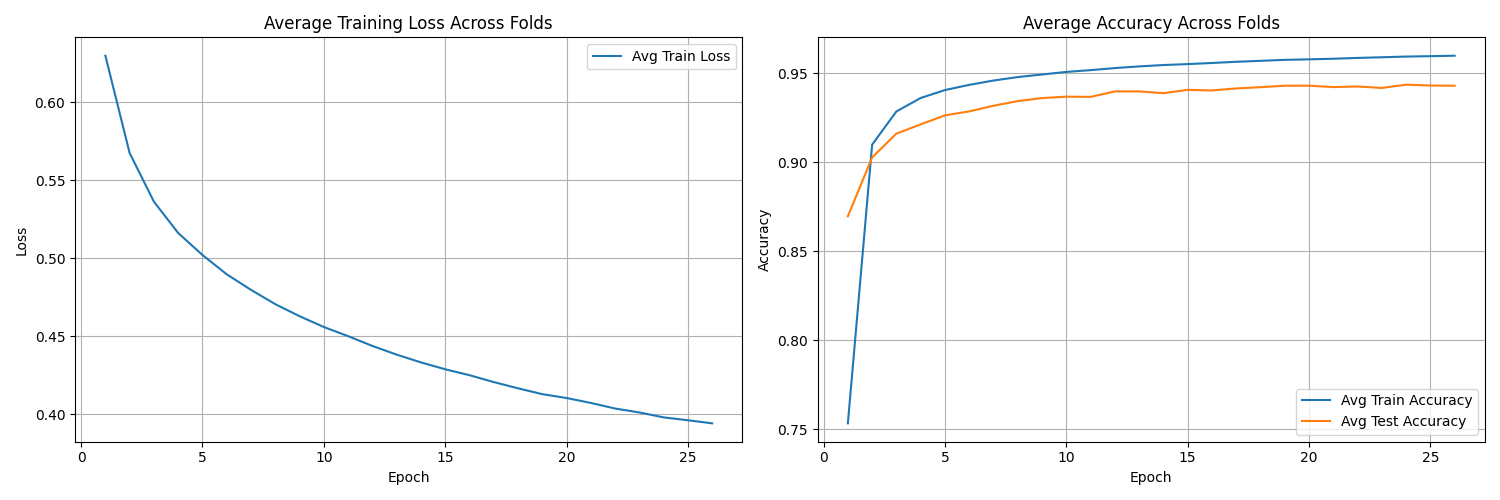 Average Training Loss Across Folds
Avg Train Loss
0.60
0.55
0.50
0.45
0.40
Loss
0 5 10 15 20 25
Epoch
Average Accuracy Across Folds
0.95
0.90
0.85
0.80
0.75
Accuracy
Avg Train Accuracy
Avg Test Accuracy
0 5 10 15 20 25
Epoch